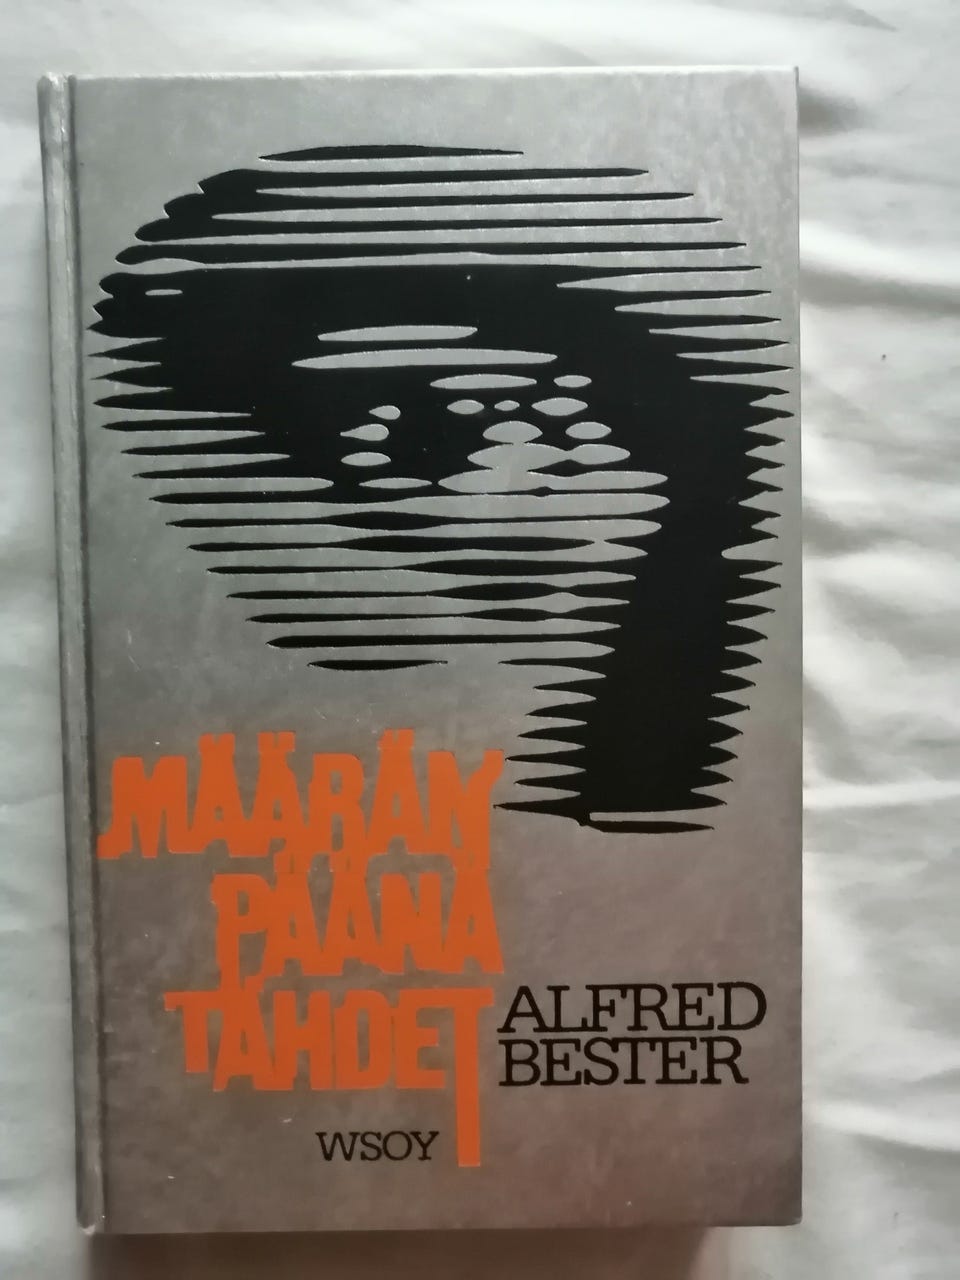 MÄÄRÄN
PÄÄNÄ
TÄHDET
ALFRED
BESTER
WSOY